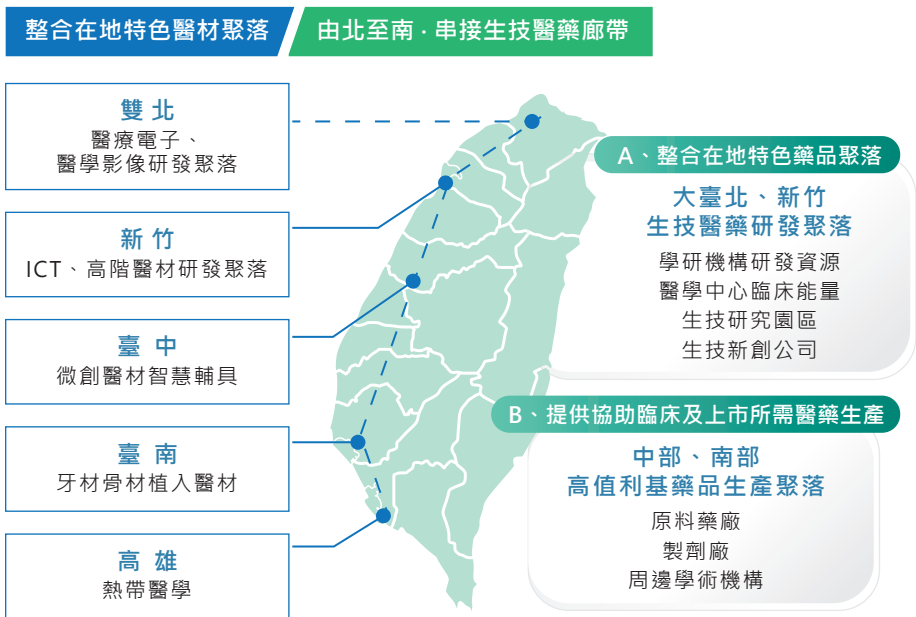 整合在地特色醫材聚落
由北至南．串接生技醫藥廊帶
雙北
醫療電子、
醫學影像研發聚落
新竹
ICT、高階醫材研發聚落
臺中
微創醫材智慧輔具
臺南
牙材骨材植入醫材
高雄
熱帶醫學
A、整合在地特色藥品聚落
大臺北、新竹
生技醫藥研發聚落
學研機構研發資源
醫學中心臨床能量
生技研究園區
生技新創公司
B、提供協助臨床及上市所需醫藥生產
中部、南部
高值利基藥品生產聚落
原料藥廠
製劑廠
周邊學術機構